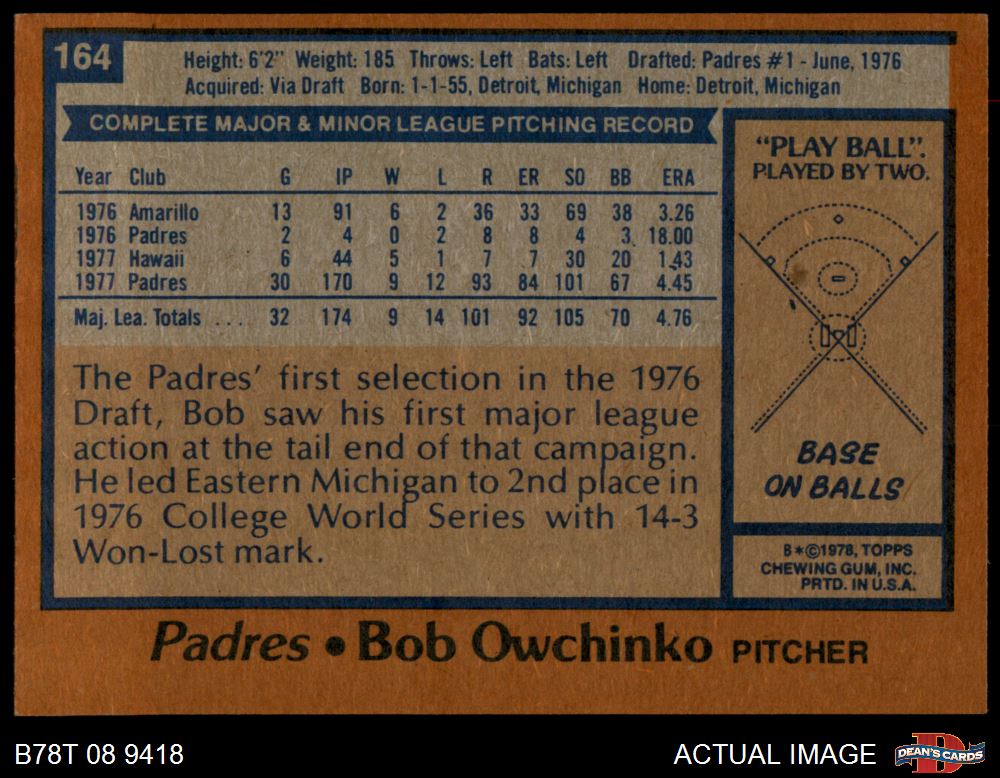 164
Height: 6'2" Weight: 185 Throws: Left Bats: Left Drafted: Padres #1 - June, 1976
Acquired: Via Draft Born: 1-1-55, Detroit, Michigan Home: Detroit, Michigan
COMPLETE MAJOR & MINOR LEAGUE PITCHING RECORD
Year Club G IP W L R ER SO BB ERA
1976 Amarillo 13 91 6 2 36 33 69 38 3.26
1976 Padres 2 4 0 2 8 8 4 3 18.00
1977 Hawaii 6 44 5 1 7 7 30 20 1.43
1977 Padres 30 170 9 12 93 84 101 67 4.45
Maj. Lea. Totals .... 32 174 9 14 101 92 105 70 4.76
The Padres' first selection in the 1976
Draft, Bob saw his first major league
action at the tail end of that campaign.
He led Eastern Michigan to 2nd place in
1976 College World Series with 14-3
Won-Lost mark.
"PLAY BALL".
PLAYED BY TWO.
BASE
ON BALLS
B*©1978, TOPPS
CHEWING GUM, INC.
PRTD. IN U.S.A.
Padres • Bob Owchinko PITCHER
B78T 08 9418
ACTUAL IMAGE
D
DEAN'S CARDS